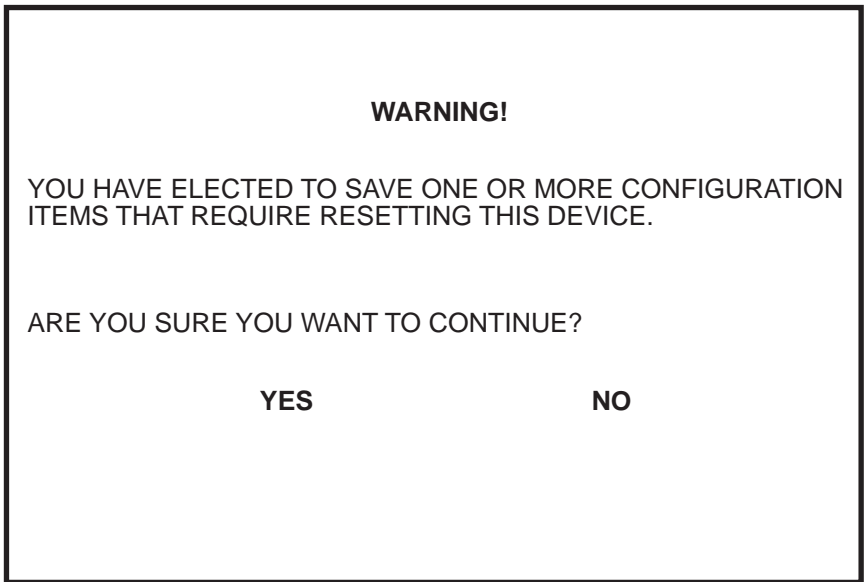 WARNING!
YOU HAVE ELECTED TO SAVE ONE OR MORE CONFIGURATION
ITEMS THAT REQUIRE RESETTING THIS DEVICE.
ARE YOU SURE YOU WANT TO CONTINUE?
YES NO